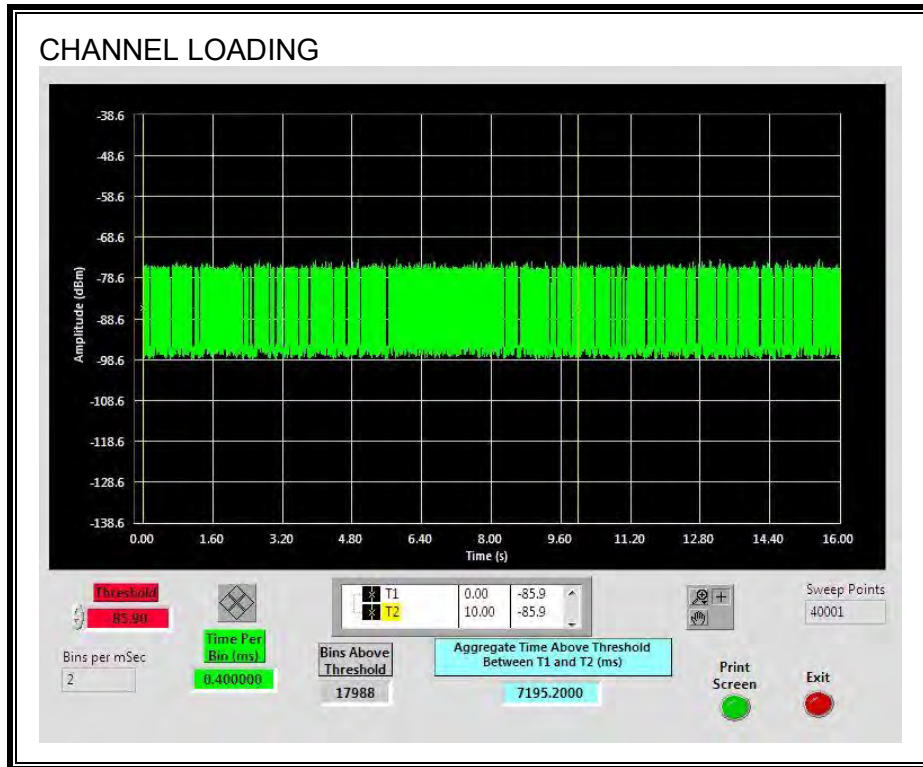 CHANNEL LOADING
Amplitude (dBm)
-38.6
-48.6
-58.6
-68.6
-78.6
-88.6
-98.6
-108.6
-118.6
-128.6
-138.6
0.00 1.60 3.20 4.80 6.40 8.00 9.60 11.20 12.80 14.40 16.00
Time (s)
Threshold
85.90
Bins per mSec
2
Time Per
Bin (ms)
0.400000
T1 0.00 -85.9
T2 10.00 -85.9
Bins Above
Threshold
17988
Aggregate Time Above Threshold
Between T1 and T2 (ms)
7195.2000
Sweep Points
40001
Print
Screen
Exit